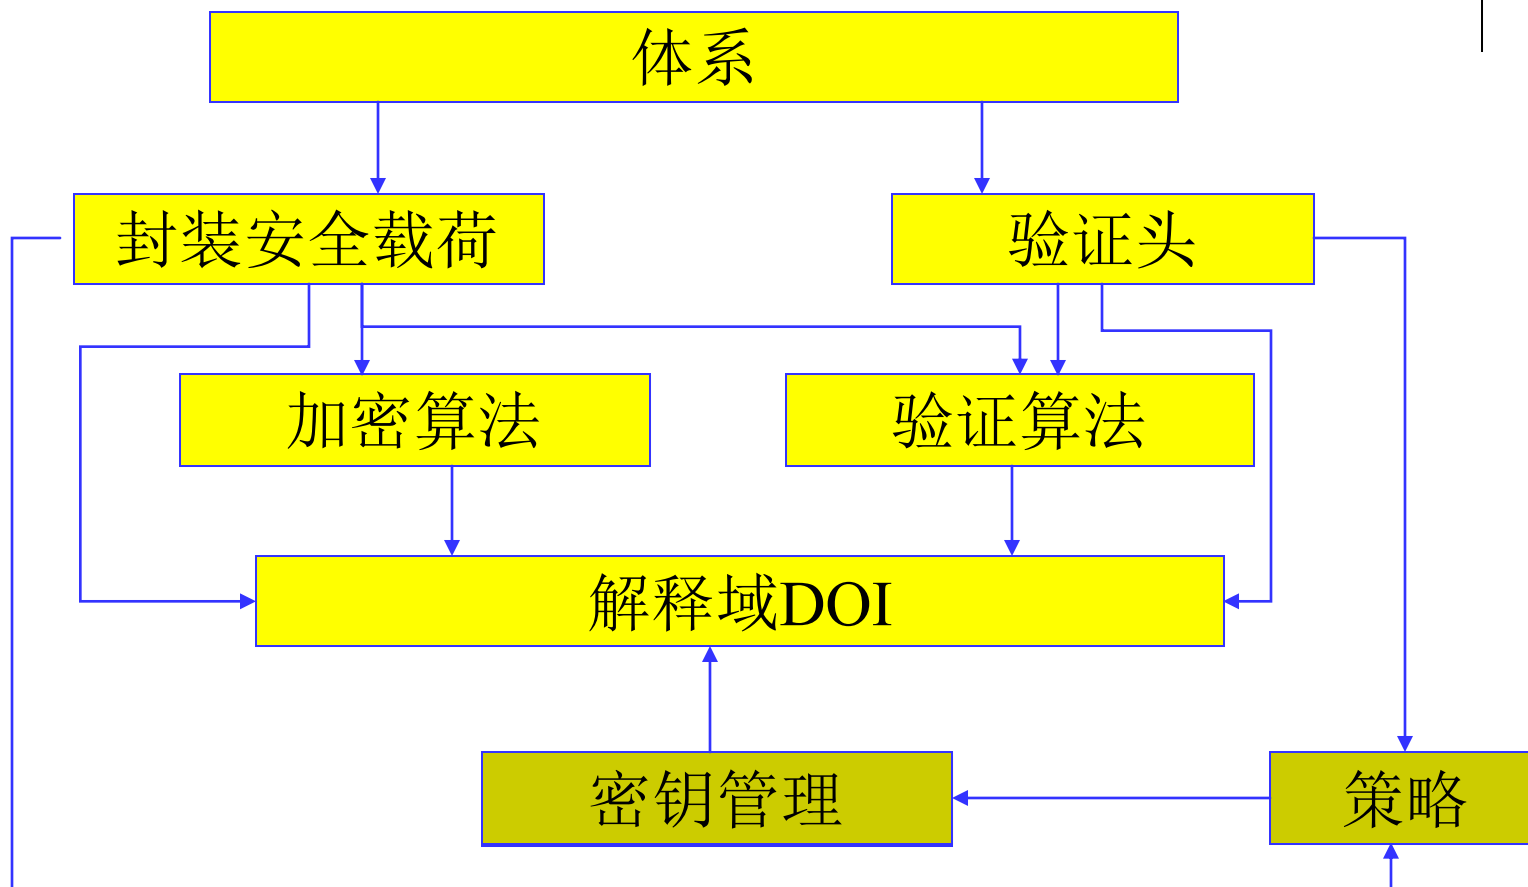 体系
封装安全载荷
验证头
加密算法
验证算法
解释域DOI
密钥管理
策略